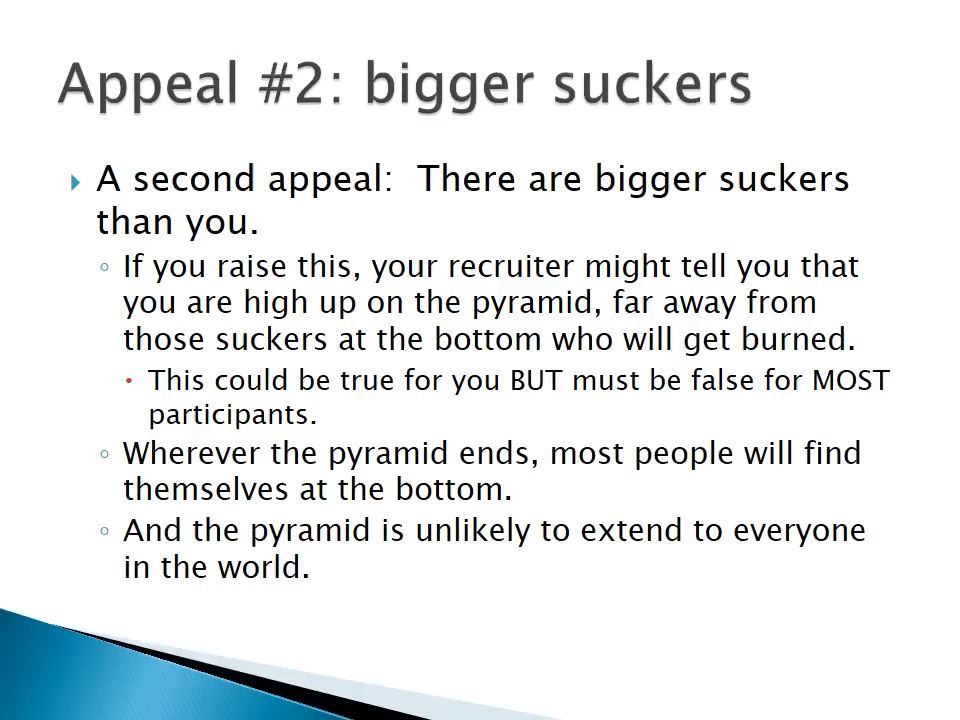 Appeal #2: bigger suckers
A second appeal:  There are bigger suckers
than you.
If you raise this, your recruiter might tell you that
you are high up on the pyramid, far away from
those suckers at the bottom who will get burned.
This could be true for you BUT must be false for MOST
participants.
Wherever the pyramid ends, most people will find
themselves at the bottom.
And the pyramid is unlikely to extend to everyone
in the world.